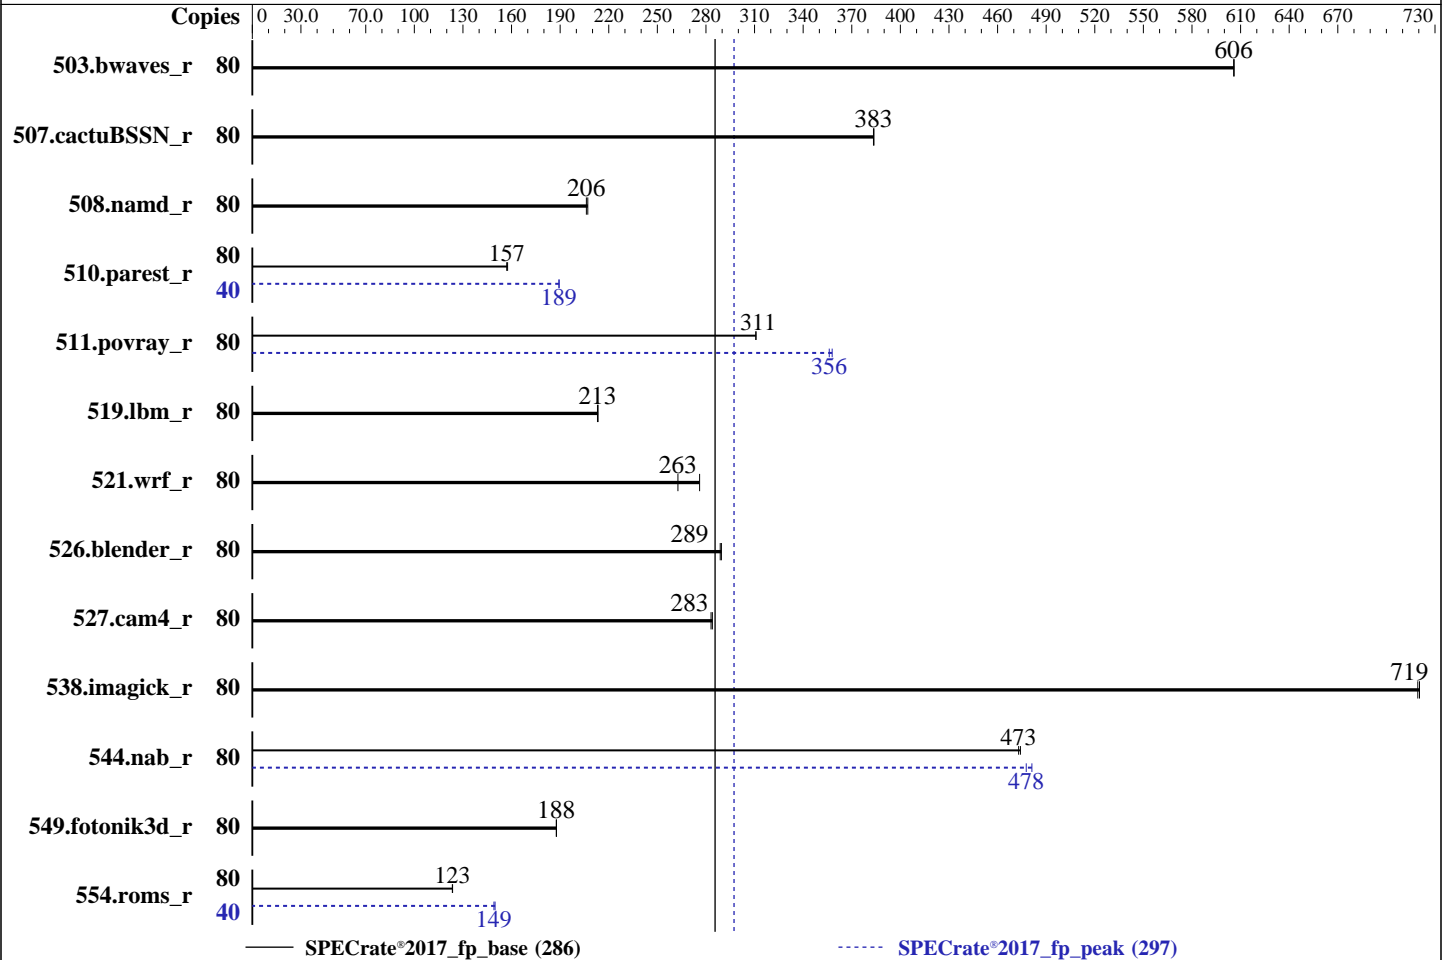 Copies 0 30.0 70.0 100 130 160 190 220 250 280 310 340 370 400 430 460 490 520 550 580 610 640 670 730
606
503.bwaves_r 80
383
507.cactuBSSN_r 80
206
508.namd_r 80
80 157
510.parest_r
40 189
311
511.povray_r 80
356
213
519.lbm_r 80
263
521.wrf_r 80
289
526.blender_r 80
283
527.cam4_r 80
719
538.imagick_r 80
473
544.nab_r 80
478
188
549.fotonik3d_r 80
80 123
554.roms_r
40 149
SPECrate®2017_fp_base (286) SPECrate®2017_fp_peak (297)